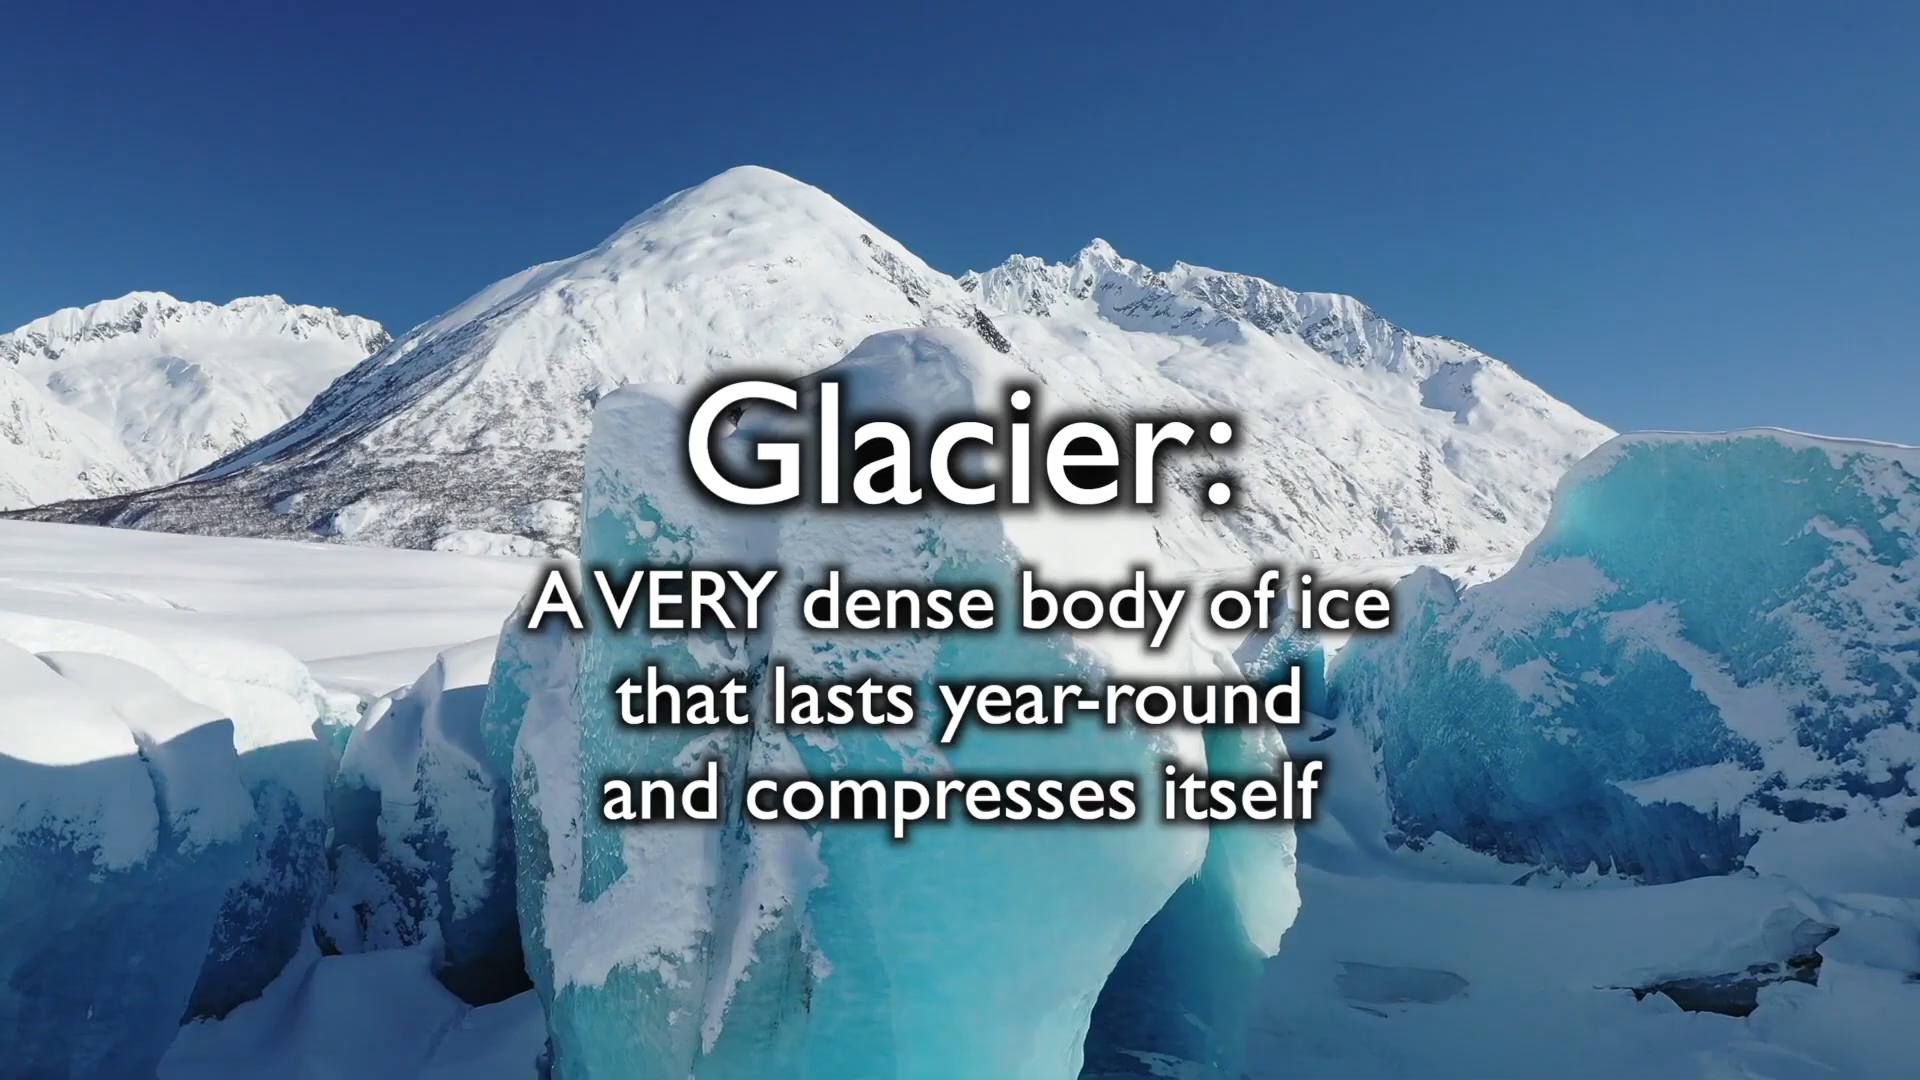 Glacier:
A VERY dense body of ice
that lasts year-round
and compresses itself